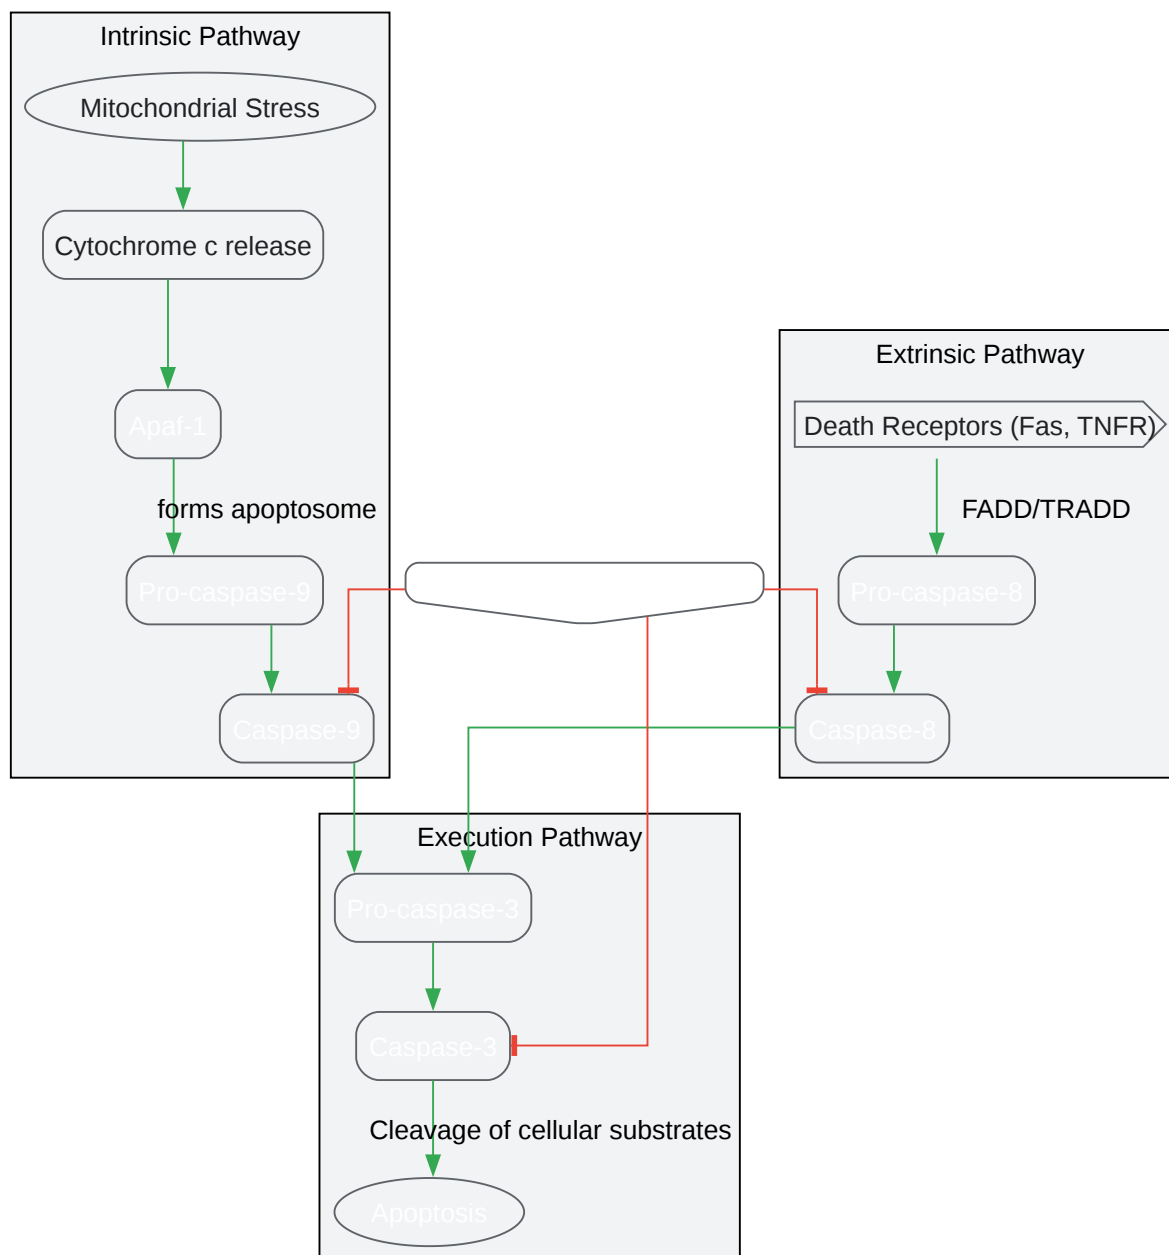 Intrinsic Pathway
Mitochondrial Stress
Cytochrome c release
Apaf-1
forms apoptosome
Pro-caspase-9
Caspase-9
Extrinsic Pathway
Death Receptors (Fas, TNFR)
FADD/TRADD
Pro-caspase-8
Caspase-8
Execution Pathway
Pro-caspase-3
Caspase-3
Cleavage of cellular substrates
Apoptosis